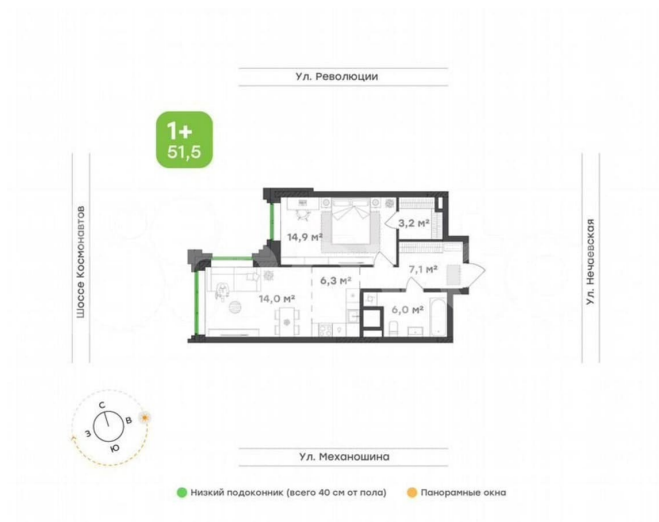 Ул. Революции
1+
51,5
Шоссе Космонавтов
Ул. Нечаевская
14,9 м²
3,2 м²
7,1 м²
6,3 м²
14,0 м²
6,0 м²
С
В
З
Ю
Ул. Механошина
Низкий подоконник (всего 40 см от пола)
Панорамные окна